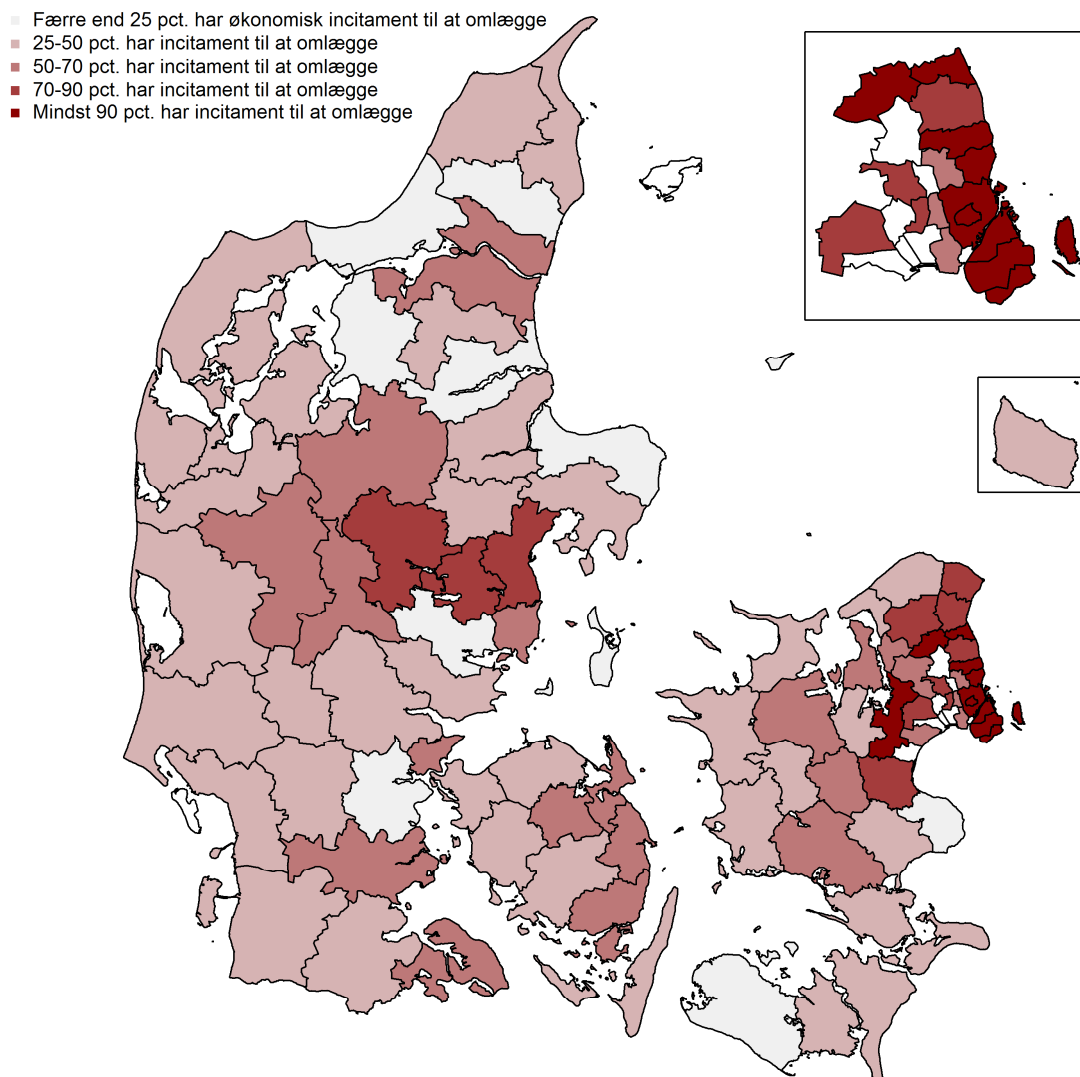 Færre end 25 pct. har økonomisk incitament til at omlægge
25-50 pct. har incitament til at omlægge
50-70 pct. har incitament til at omlægge
70-90 pct. har incitament til at omlægge
Mindst 90 pct. har incitament til at omlægge